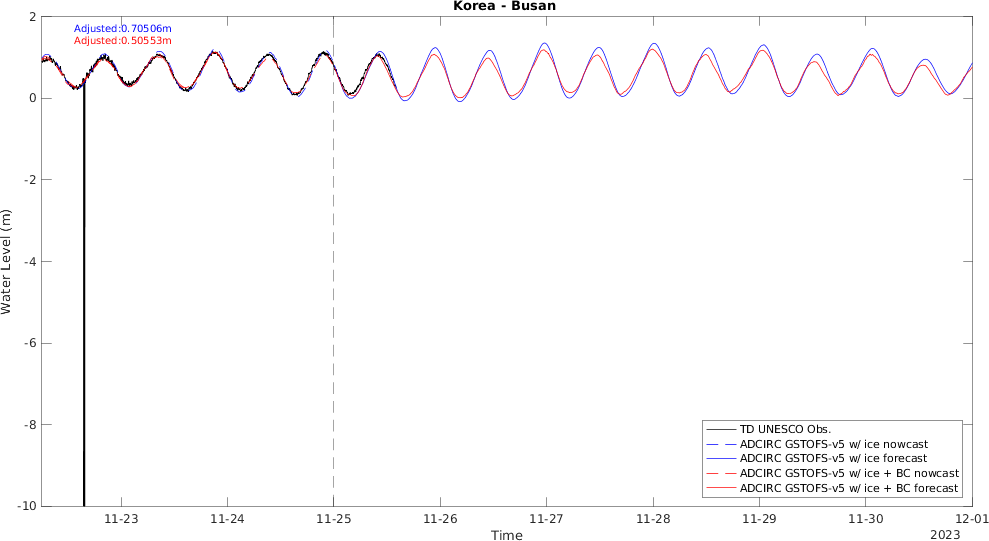 Korea - Busan
Adjusted:0.70506m
Adjusted:0.50553m
2
0
-2
-4
-6
-8
-10
Water Level (m)
TD UNESCO Obs.
ADCIRC GSTOFS-v5 w/ ice nowcast
ADCIRC GSTOFS-v5 w/ ice forecast
ADCIRC GSTOFS-v5 w/ ice + BC nowcast
ADCIRC GSTOFS-v5 w/ ice + BC forecast
11-23 11-24 11-25 11-26 11-27 11-28 11-29 11-30 12-01
Time
2023